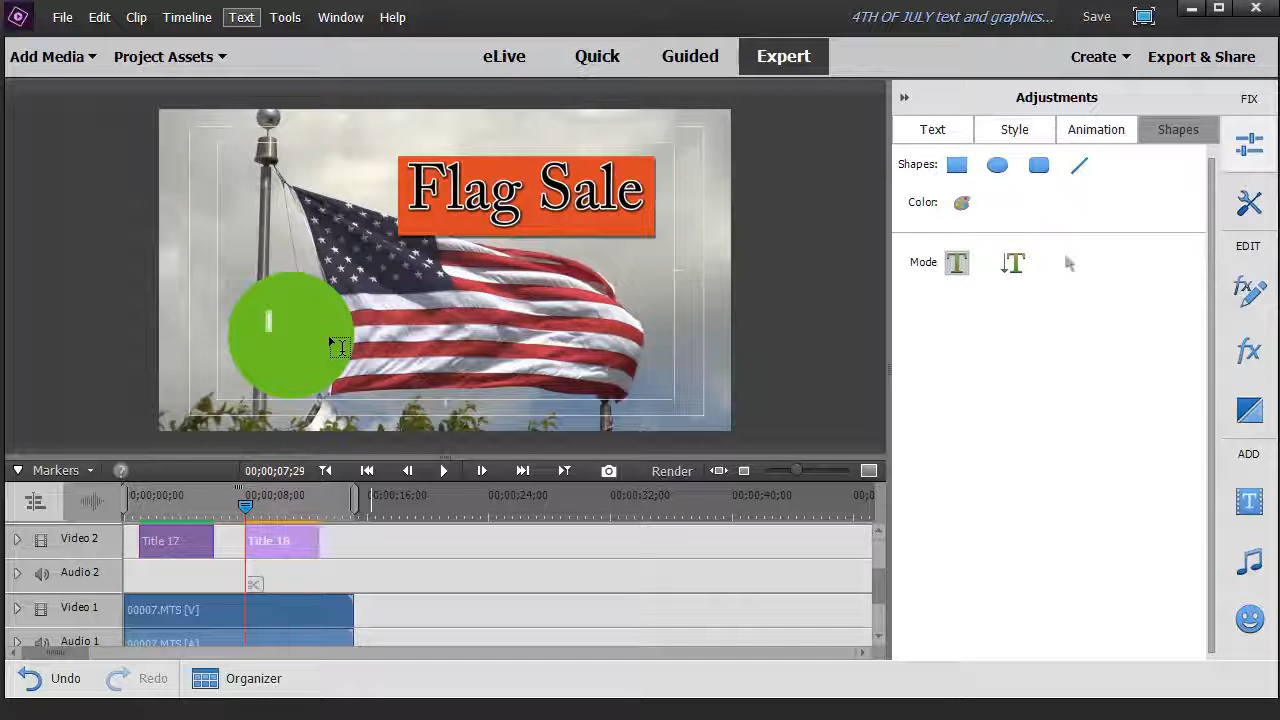 File Edit Clip Timeline Text Tools Window Help 4TH OF JULY text and graphics... Save
Add Media Project Assets eLive Quick Guided Expert Create Export & Share
Adjustments FIX
Text Style Animation Shapes
Shapes:
Color:
Mode T T
EDIT
fx
ADD
T
Flag Sale
Markers ? 00;00;07;29 Render
0;00;00;00 00;00;08;00 00;00;16;00 00;00;24;00 00;00;32;00 00;00;40;00
Video 2 Title 17 Title 18
Audio 2
Video 1 00007.MTS [V]
Audio 1 00007.MTS [A]
Undo Redo Organizer